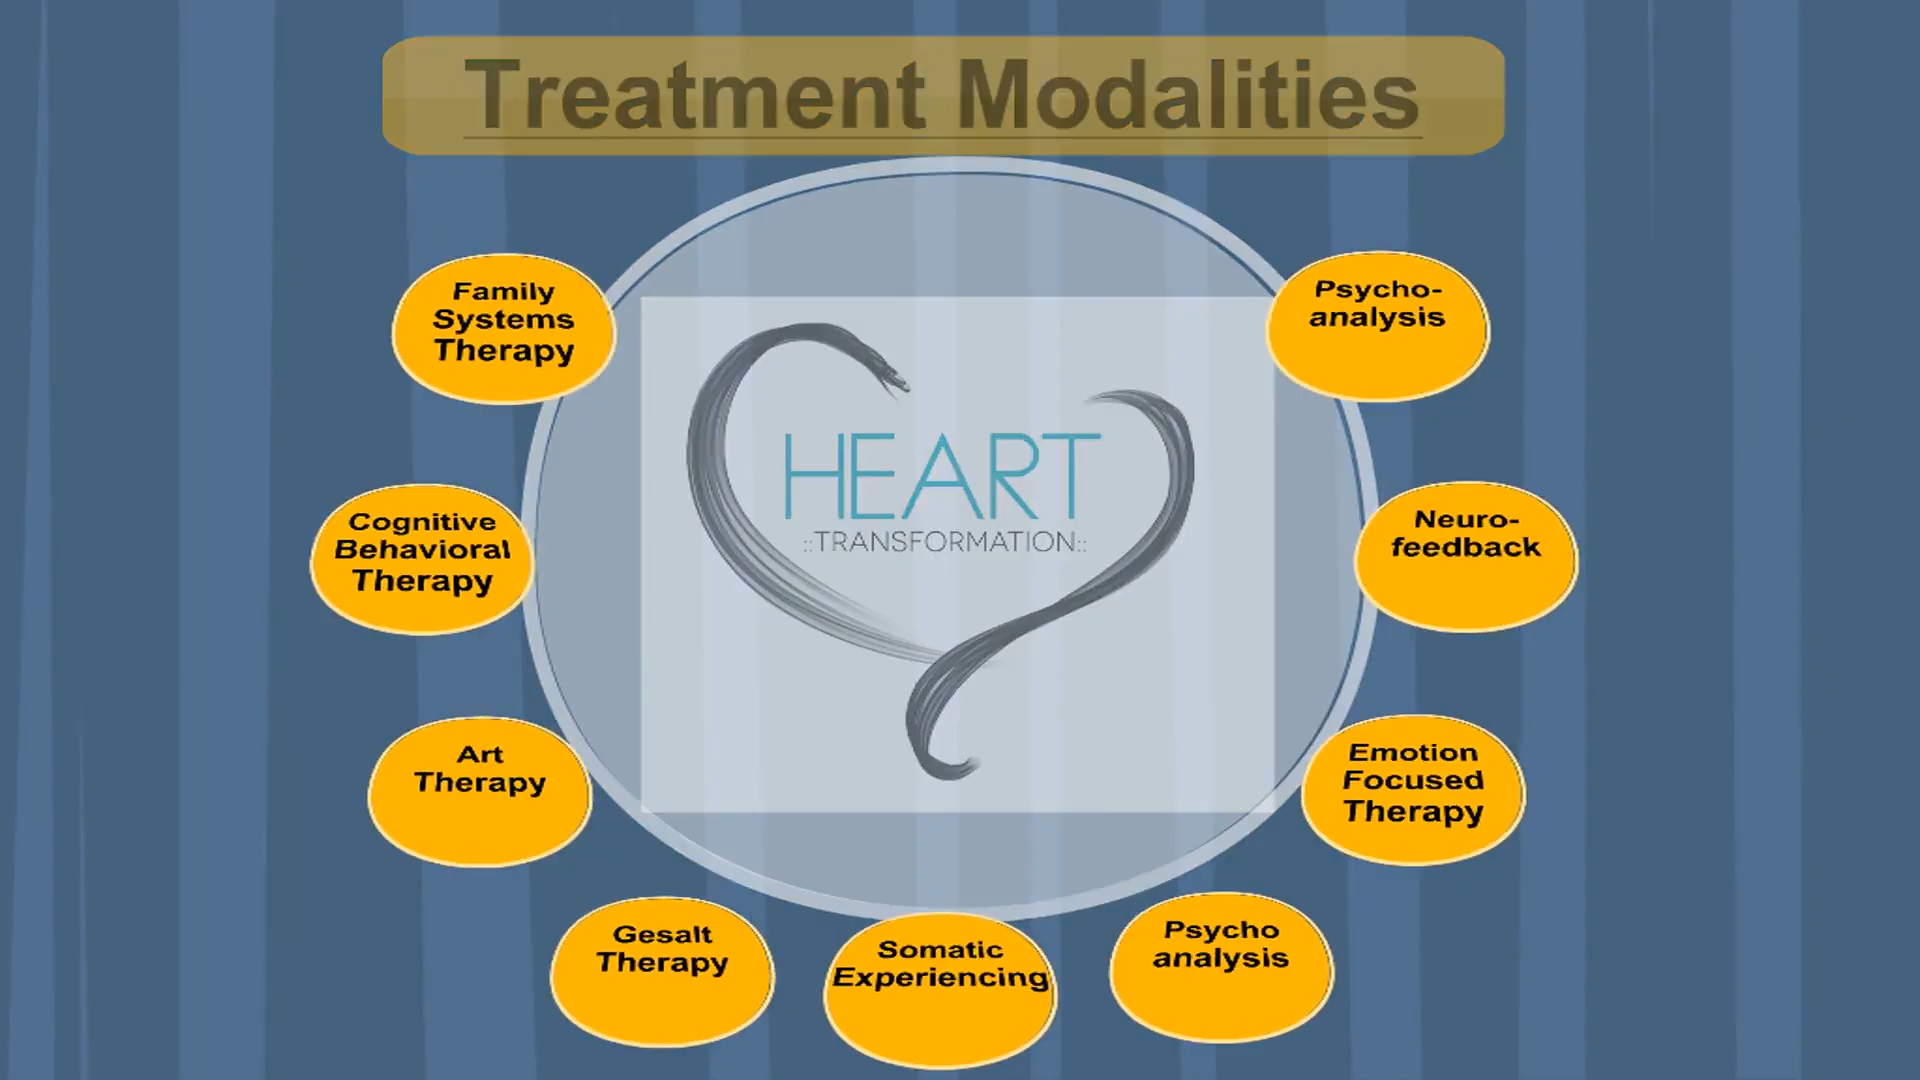 Treatment Modalities
Family
Systems
Therapy
Psycho-
analysis
HEART
::TRANSFORMATION::
Cognitive
Behavioral
Therapy
Neuro-
feedback
Art
Therapy
Emotion
Focused
Therapy
Gesalt
Therapy
Somatic
Experiencing
Psycho
analysis